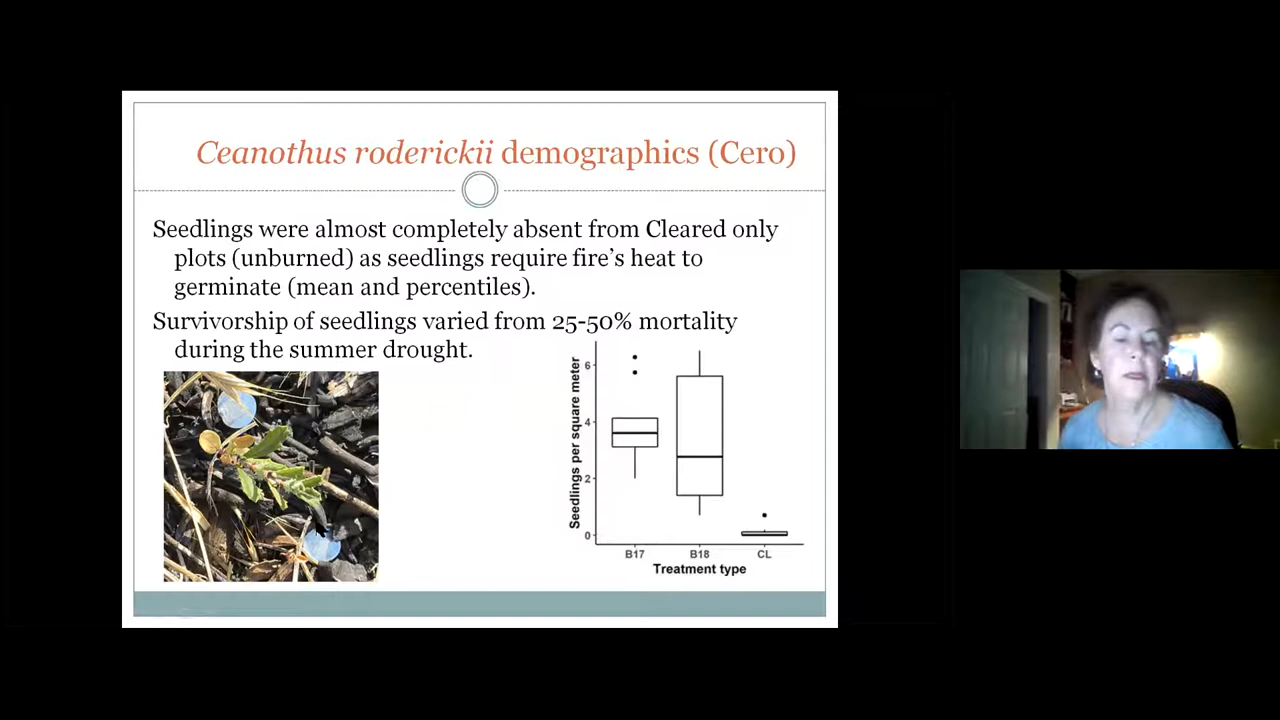 Ceanothus roderickii demographics (Cero)
Seedlings were almost completely absent from Cleared only
plots (unburned) as seedlings require fire's heat to
germinate (mean and percentiles).
Survivorship of seedlings varied from 25-50% mortality
during the summer drought.
Seedlings per square meter
6
4
2
0
B17 B18 CL
Treatment type